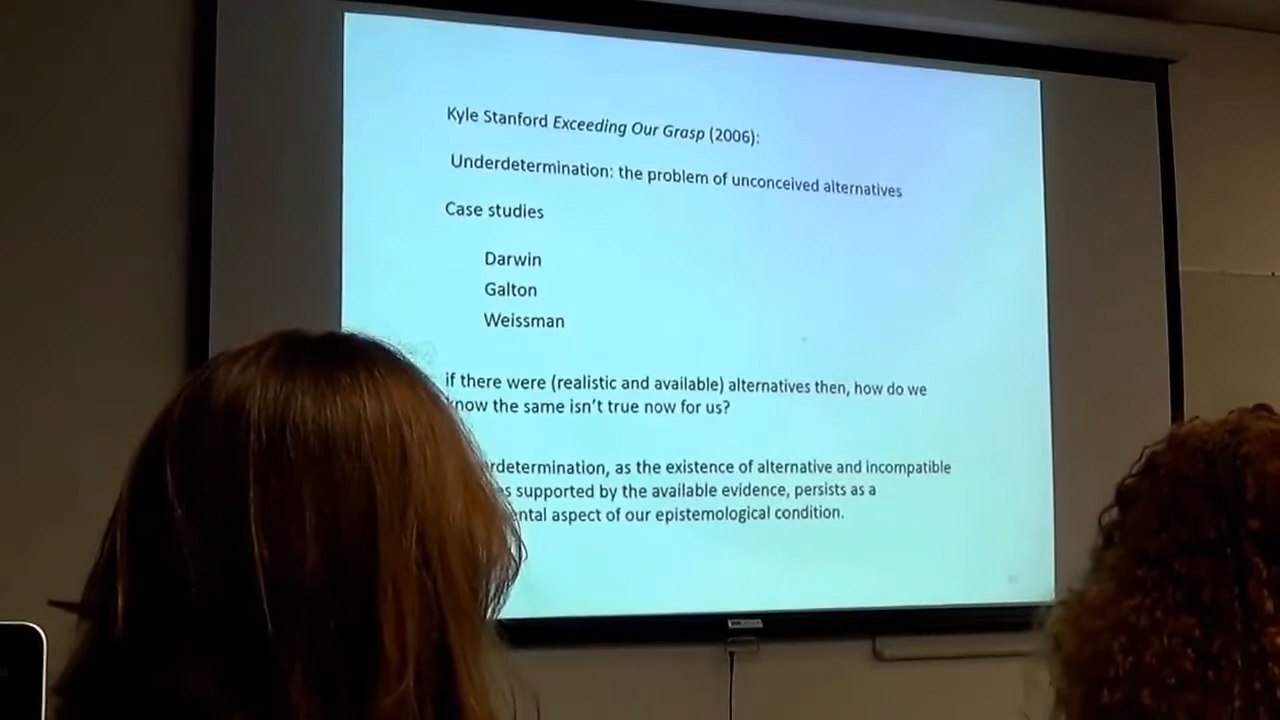 Kyle Stanford Exceeding Our Grasp (2006):
Underdetermination: the problem of unconceived alternatives
Case studies
Darwin
Galton
Weissman
if there were (realistic and available) alternatives then, how do we
know the same isn't true now for us?
rdetermination, as the existence of alternative and incompatible
s supported by the available evidence, persists as a
ntal aspect of our epistemological condition.